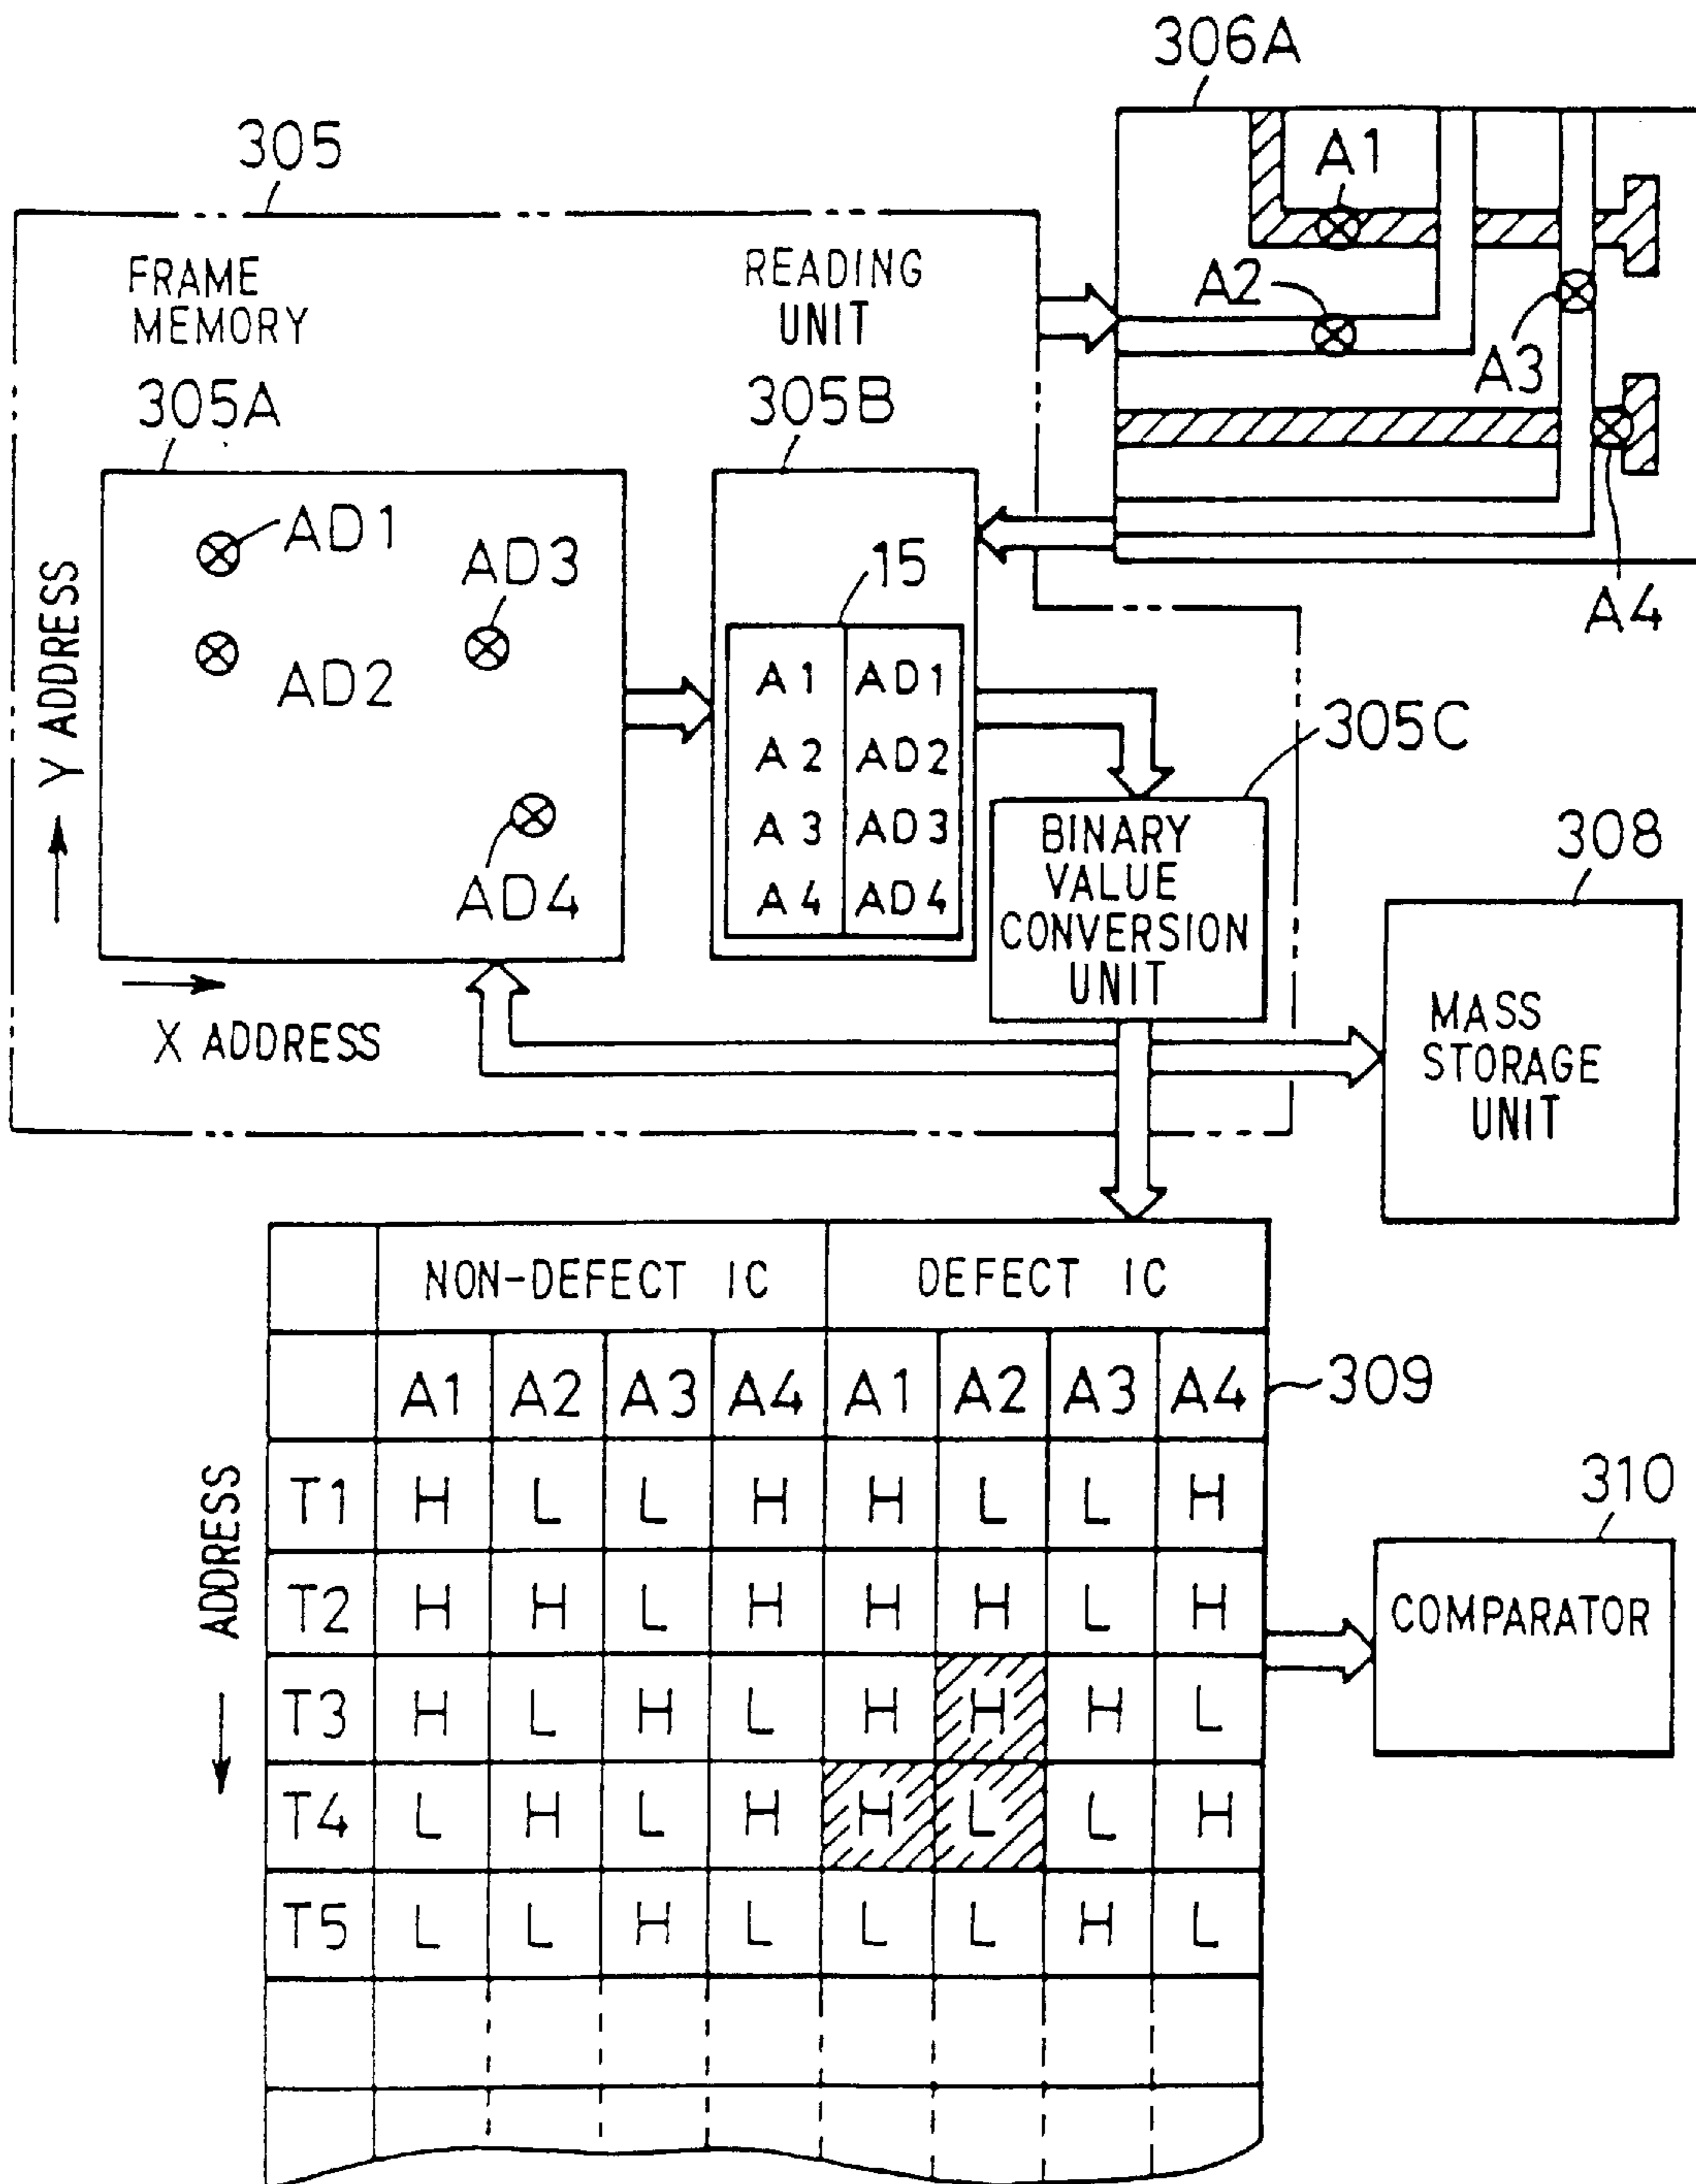 306A
A1
A2
A3
A4
305
FRAME
MEMORY
305A
READING
UNIT
305B
AD1
AD3
AD2
AD4
Y ADDRESS
X ADDRESS
15
A1 AD1
A2 AD2
A3 AD3
A4 AD4
305C
BINARY
VALUE
CONVERSION
UNIT
308
MASS
STORAGE
UNIT
NON-DEFECT IC DEFECT IC
A1 A2 A3 A4 A1 A2 A3 A4
309
ADDRESS
T1 H L L H H L L H
T2 H H L H H H L H
T3 H L H L H H H L
T4 L H L H H L L H
T5 L L H L L L H L
310
COMPARATOR